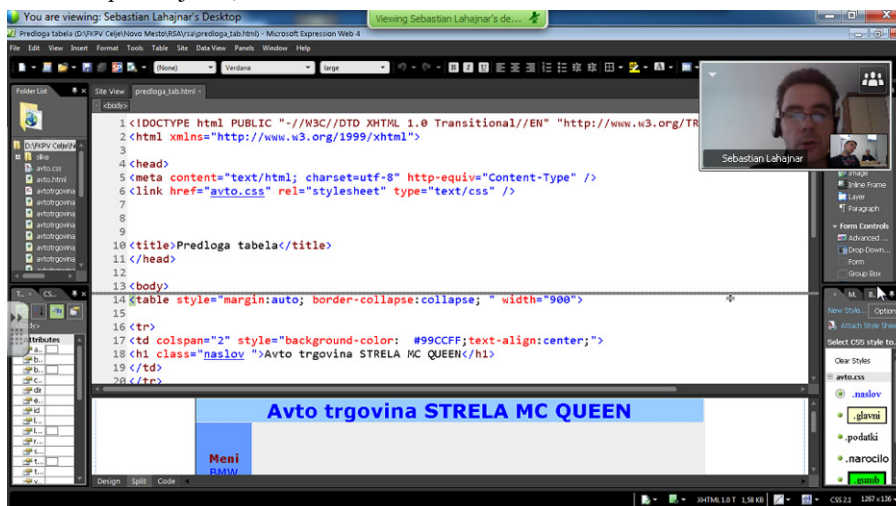 You are viewing: Sebastian Lahajnar's Desktop
Viewing Sebastian Lahajnar's de...
Predloga tabela (D:\FKPV Celje\Novo Mesto\RSA\rsa\predloga_tab.html) - Microsoft Expression Web 4
File Edit View Insert Format Tools Table Site Data View Panels Window Help
(None) Verdana large
Folder List
Site View predloga_tab.html
<body>
D:\FKPV Celje\N
slike
avto.css
avto.html
avtotrgovina
avtotrgovina
avtotrgovina
avtotrgovina
avtotrgovina
avtotrgovina
avtotrgovina
1 <!DOCTYPE html PUBLIC "-//W3C//DTD XHTML 1.0 Transitional//EN" "http://www.w3.org/TR
2 <html xmlns="http://www.w3.org/1999/xhtml">
3
4 <head>
5 <meta content="text/html; charset=utf-8" http-equiv="Content-Type" />
6 <link href="avto.css" rel="stylesheet" type="text/css" />
7
8
9
10 <title>Predloga tabela</title>
11 </head>
12
13 <body>
14 <table style="margin:auto; border-collapse:collapse; " width="900">
15
16 <tr>
17 <td colspan="2" style="background-color: #99CCFF;text-align:center;">
18 <h1 class="naslov ">Avto trgovina STRELA MC QUEEN</h1>
19 </td>
20 </tr>
Sebastian Lahajnar
Image
Inline Frame
Layer
Paragraph
Form Controls
Advanced ...
Drop-Down...
Form
Group Box
T... CS...
Attributes
M. E..
New Style... Option
Attach Style Shee
Select CSS style to..
Clear Styles
avto.css
.naslov
.glavni
.podatki
.narocilo
.gumb
Avto trgovina STRELA MC QUEEN
Meni
BMW
Design Split Code
XHTML 1.0 T 1,58 KB CSS 2.1 1267 x 136